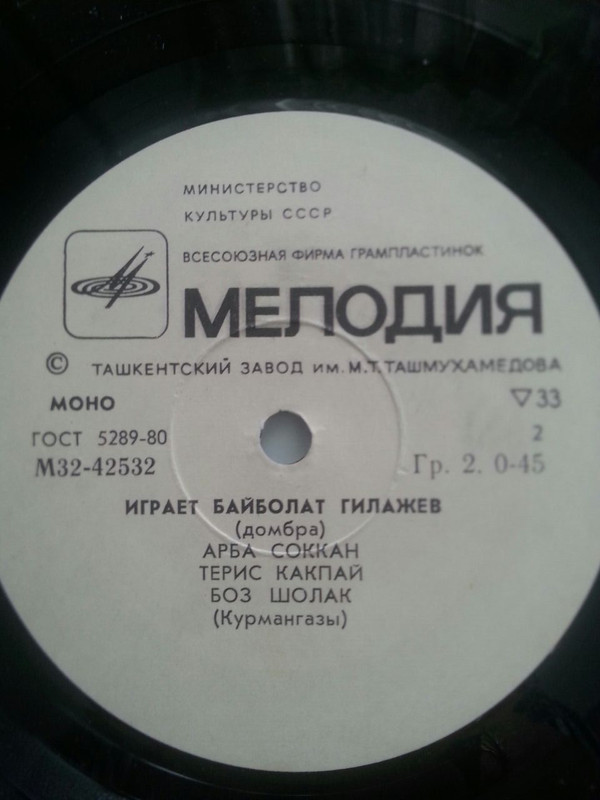 МИНИСТЕРСТВО
КУЛЬТУРЫ СССР
ВСЕСОЮЗНАЯ ФИРМА ГРАМПЛАСТИНОК
МЕЛОДИЯ
© ТАШКЕНТСКИЙ ЗАВОД ИМ. М.Т. ТАШМУХАМЕДОВА
МОНО ▽33
ГОСТ 5289-80 2
М32-42532 Гр. 2. 0-45
ИГРАЕТ БАЙБОЛАТ ГИЛАЖЕВ
(домбра)
АРБА СОККАН
ТЕРИС КАКПАЙ
БОЗ ШОЛАК
(Курмангазы)